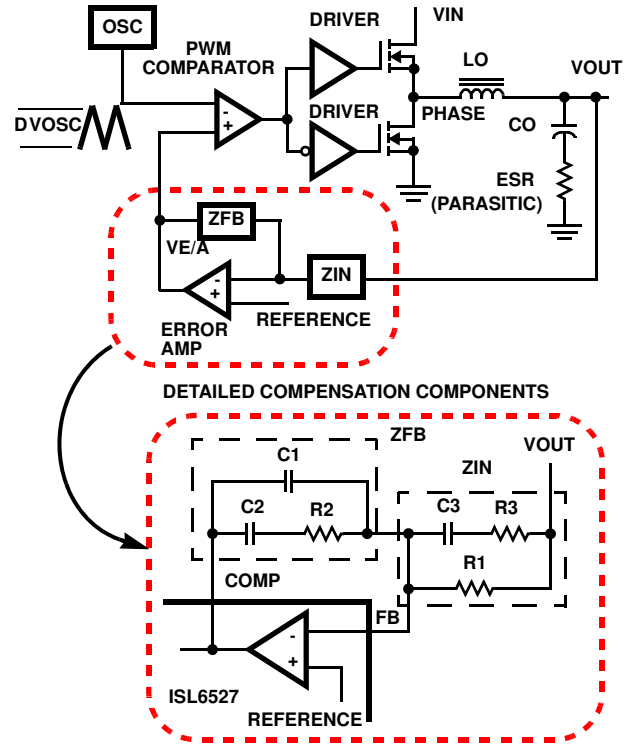 OSC
PWM
COMPARATOR
DRIVER
VIN
LO
VOUT
DVOSC
-
+
DRIVER
PHASE
CO
ESR
(PARASITIC)
ZFB
VE/A
ZIN
-
+
REFERENCE
ERROR
AMP
DETAILED COMPENSATION COMPONENTS
ZFB
VOUT
C1
ZIN
C2
R2
C3
R3
R1
COMP
FB
-
+
ISL6527
REFERENCE